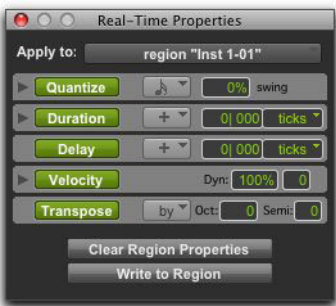 Real-Time Properties
Apply to: region "Inst 1-01"
Quantize 0% swing
Duration + 0| 000 ticks
Delay + 0| 000 ticks
Velocity Dyn: 100% 0
Transpose by Oct: 0 Semi: 0
Clear Region Properties
Write to Region